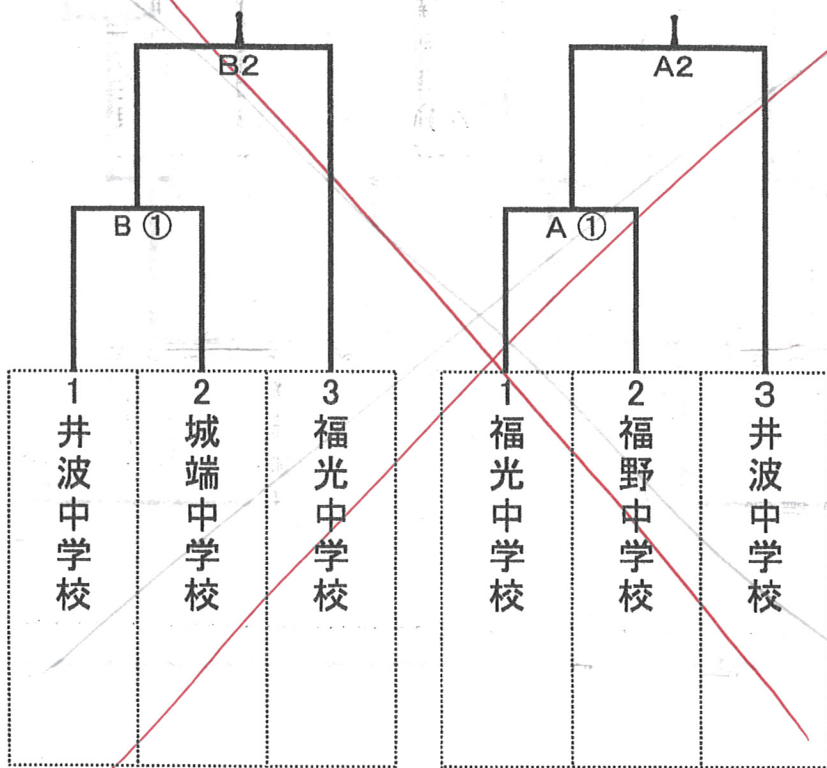 B2
A2
B ①
A ①
1 井波中学校
2 城端中学校
3 福光中学校
1 福光中学校
2 福野中学校
3 井波中学校